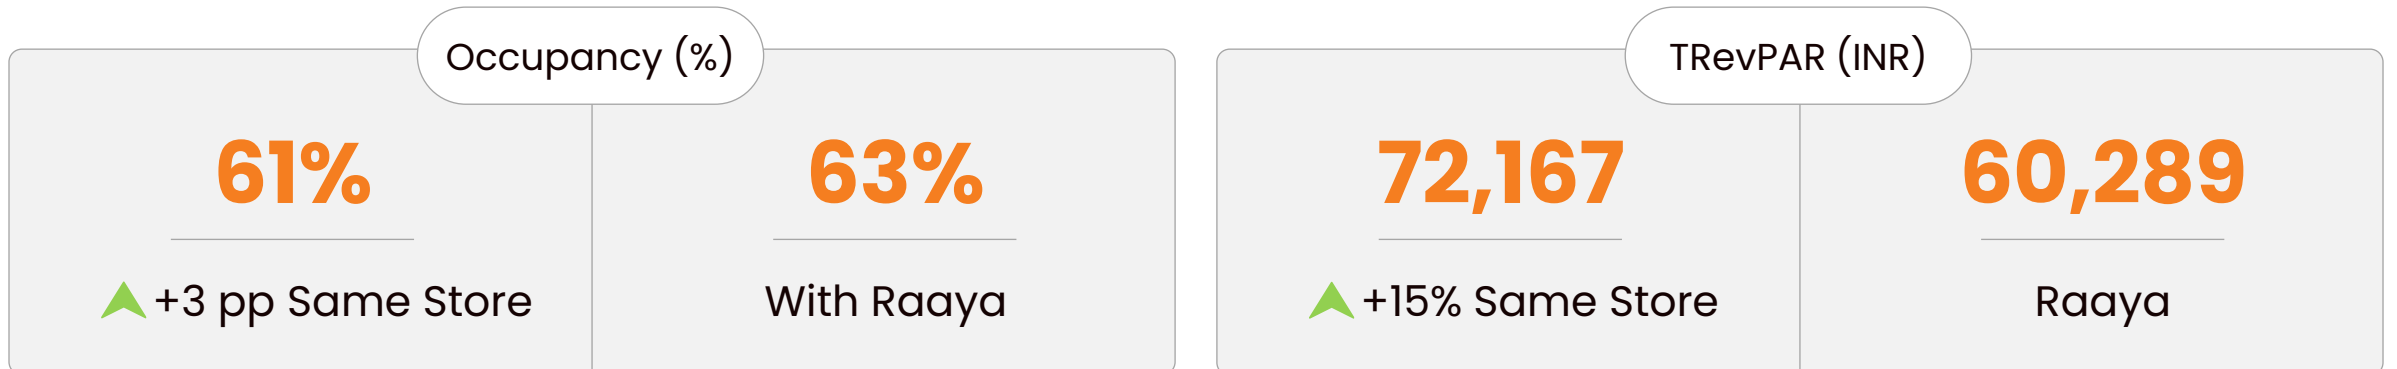 Occupancy (%)
61%
+3 pp Same Store
63%
With Raaya
TRevPAR (INR)
72,167
+15% Same Store
60,289
Raaya